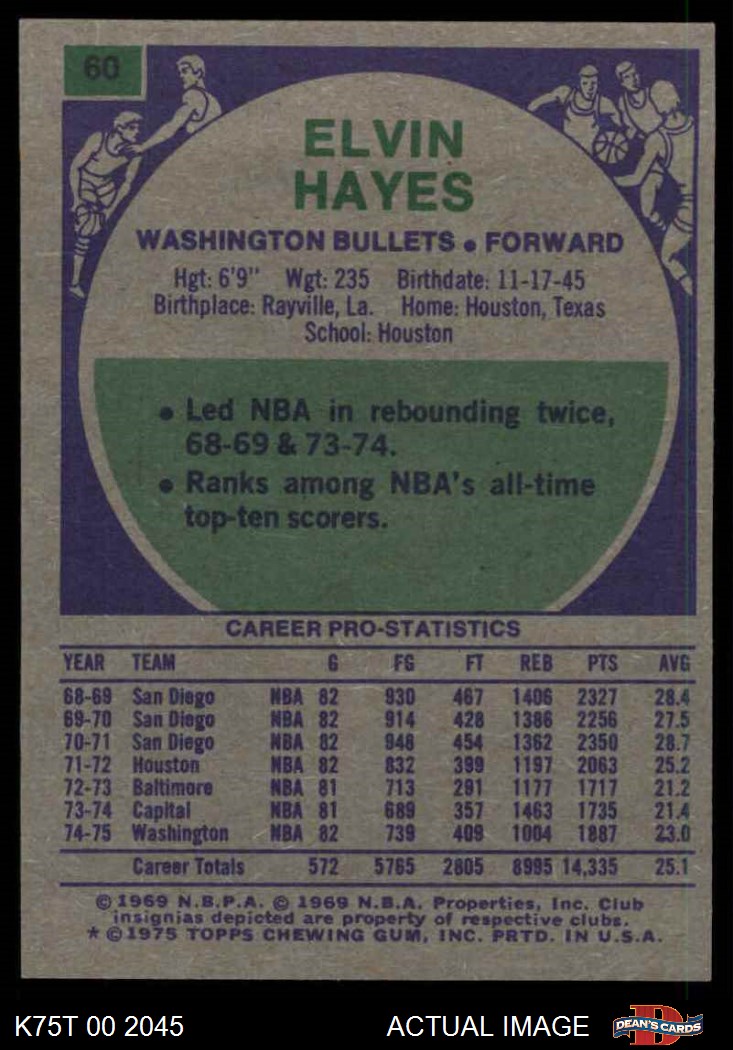 60
ELVIN
HAYES
WASHINGTON BULLETS • FORWARD
Hgt: 6'9" Wgt: 235 Birthdate: 11-17-45
Birthplace: Rayville, La. Home: Houston, Texas
School: Houston
• Led NBA in rebounding twice,
68-69 & 73-74.
• Ranks among NBA's all-time
top-ten scorers.
CAREER PRO-STATISTICS
YEAR TEAM G FG FT REB PTS AVG
68-69 San Diego NBA 82 930 467 1406 2327 28.4
69-70 San Diego NBA 82 914 428 1386 2256 27.5
70-71 San Diego NBA 82 948 454 1362 2350 28.7
71-72 Houston NBA 82 832 399 1197 2063 25.2
72-73 Baltimore NBA 81 713 291 1177 1717 21.2
73-74 Capital NBA 81 689 357 1463 1735 21.4
74-75 Washington NBA 82 739 409 1004 1887 23.0
Career Totals 572 5765 2805 8995 14,335 25.1
© 1969 N.B.P.A. © 1969 N.B.A. Properties, Inc. Club
insignias depicted are property of respective clubs.
* © 1975 TOPPS CHEWING GUM, INC. PRTD. IN U.S.A.
K75T 00 2045 ACTUAL IMAGE DEAN'S CARDS